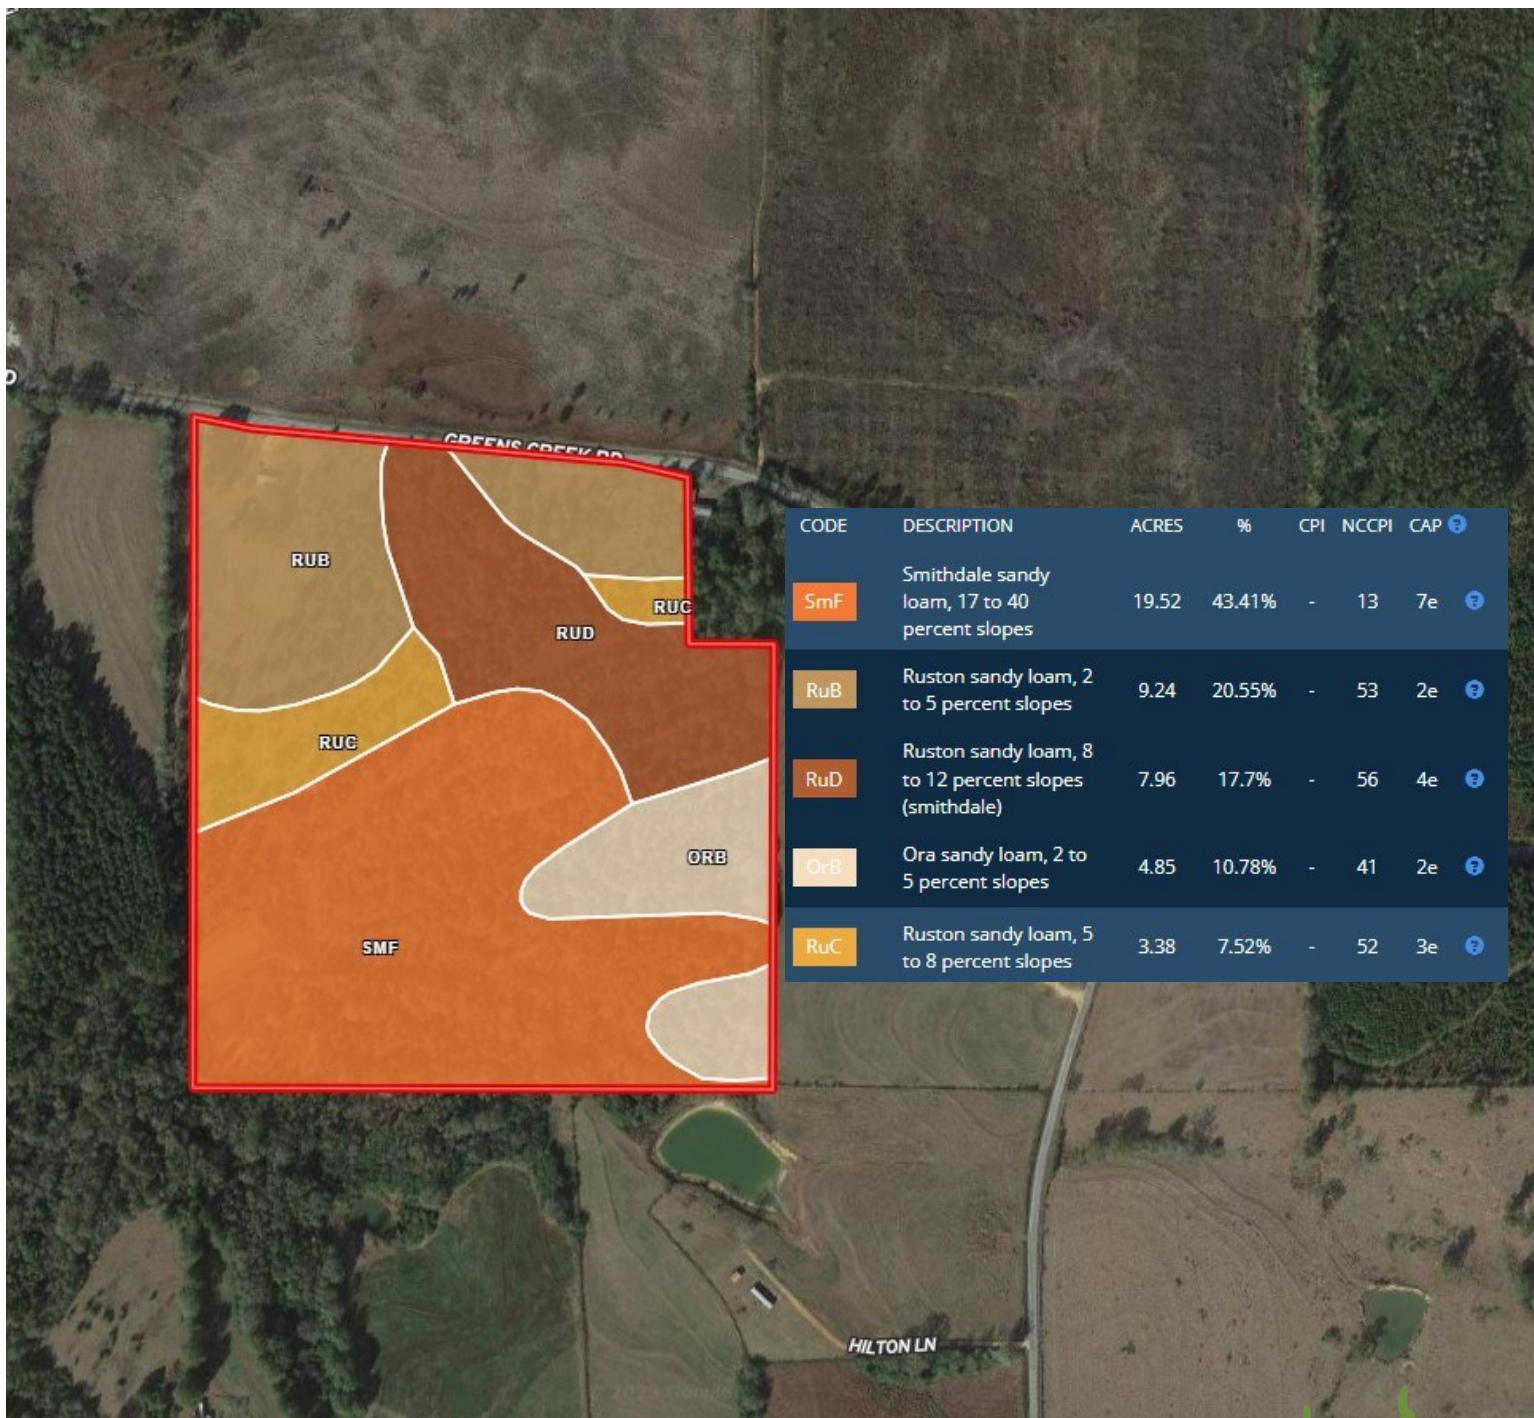 D
GREENS CREEK RD
RUB
RUC
RUD
RUC
ORB
SMF
CODE DESCRIPTION ACRES % CPI NCCPI CAP ?
SmF Smithdale sandy loam, 17 to 40 percent slopes 19.52 43.41% - 13 7e ?
RuB Ruston sandy loam, 2 to 5 percent slopes 9.24 20.55% - 53 2e ?
RuD Ruston sandy loam, 8 to 12 percent slopes (smithdale) 7.96 17.7% - 56 4e ?
OrB Ora sandy loam, 2 to 5 percent slopes 4.85 10.78% - 41 2e ?
RuC Ruston sandy loam, 5 to 8 percent slopes 3.38 7.52% - 52 3e ?
HILTON LN